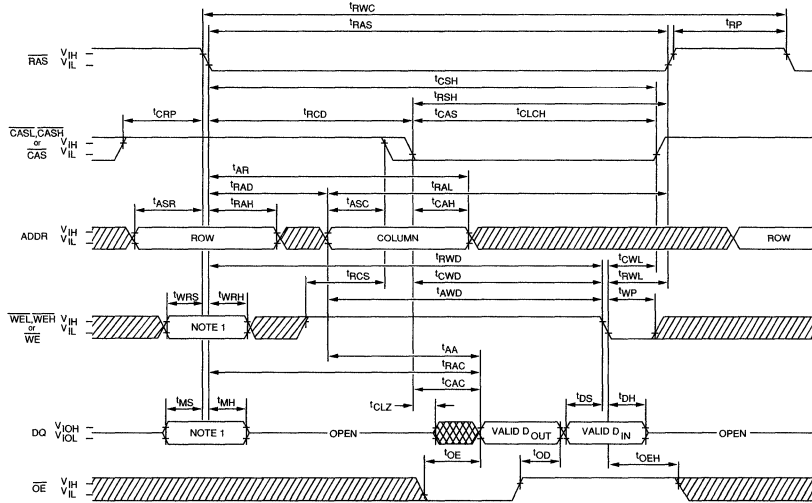 tRWC
tRAS
tRP
RAS VIH
VIL
tCSH
tRSH
tCRP
tRCD
tCAS
tCLCH
CASL,CASH
or
CAS
VIH
VIL
tAR
tRAD
tRAL
tASR
tRAH
tASC
tCAH
ADDR VIH
VIL
ROW
COLUMN
ROW
tRWD
tCWL
tRCS
tCWD
tRWL
tWRS
tWRH
tAWD
tWP
WEL,WEH
or
WE
VIH
VIL
NOTE 1
tAA
tRAC
tCAC
tMS
tMH
tCLZ
tDS
tDH
DQ VIOH
VIOL
NOTE 1
OPEN
VALID DOUT
VALID DIN
OPEN
tOE
tOD
tOEH
OE VIH
VIL